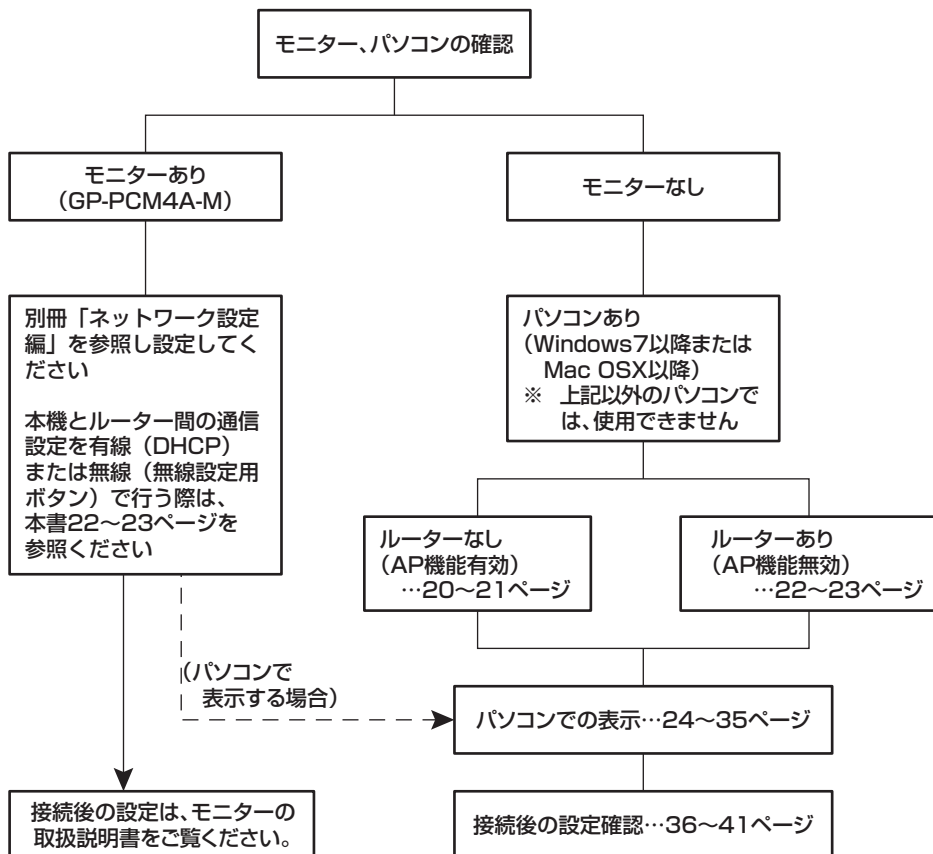 モニター、パソコンの確認
モニターあり
(GP-PCM4A-M)
モニターなし
別冊「ネットワーク設定
編」を参照し設定してく
ださい
本機とルーター間の通信
設定を有線（DHCP）
または無線（無線設定用
ボタン）で行う際は、
本書22～23ページを
参照ください
パソコンあり
（Windows7以降または
Mac OSX以降）
※　上記以外のパソコンで
は、使用できません
ルーターなし
（AP機能有効）
…20～21ページ
ルーターあり
（AP機能無効）
…22～23ページ
（パソコンで
表示する場合）
パソコンでの表示…24～35ページ
接続後の設定は、モニターの
取扱説明書をご覧ください。
接続後の設定確認…36～41ページ